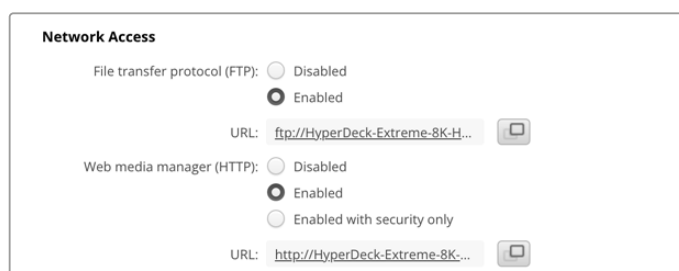 Network Access
File transfer protocol (FTP): Disabled
Enabled
URL: ftp://HyperDeck-Extreme-8K-H...
Web media manager (HTTP): Disabled
Enabled
Enabled with security only
URL: http://HyperDeck-Extreme-8K-...